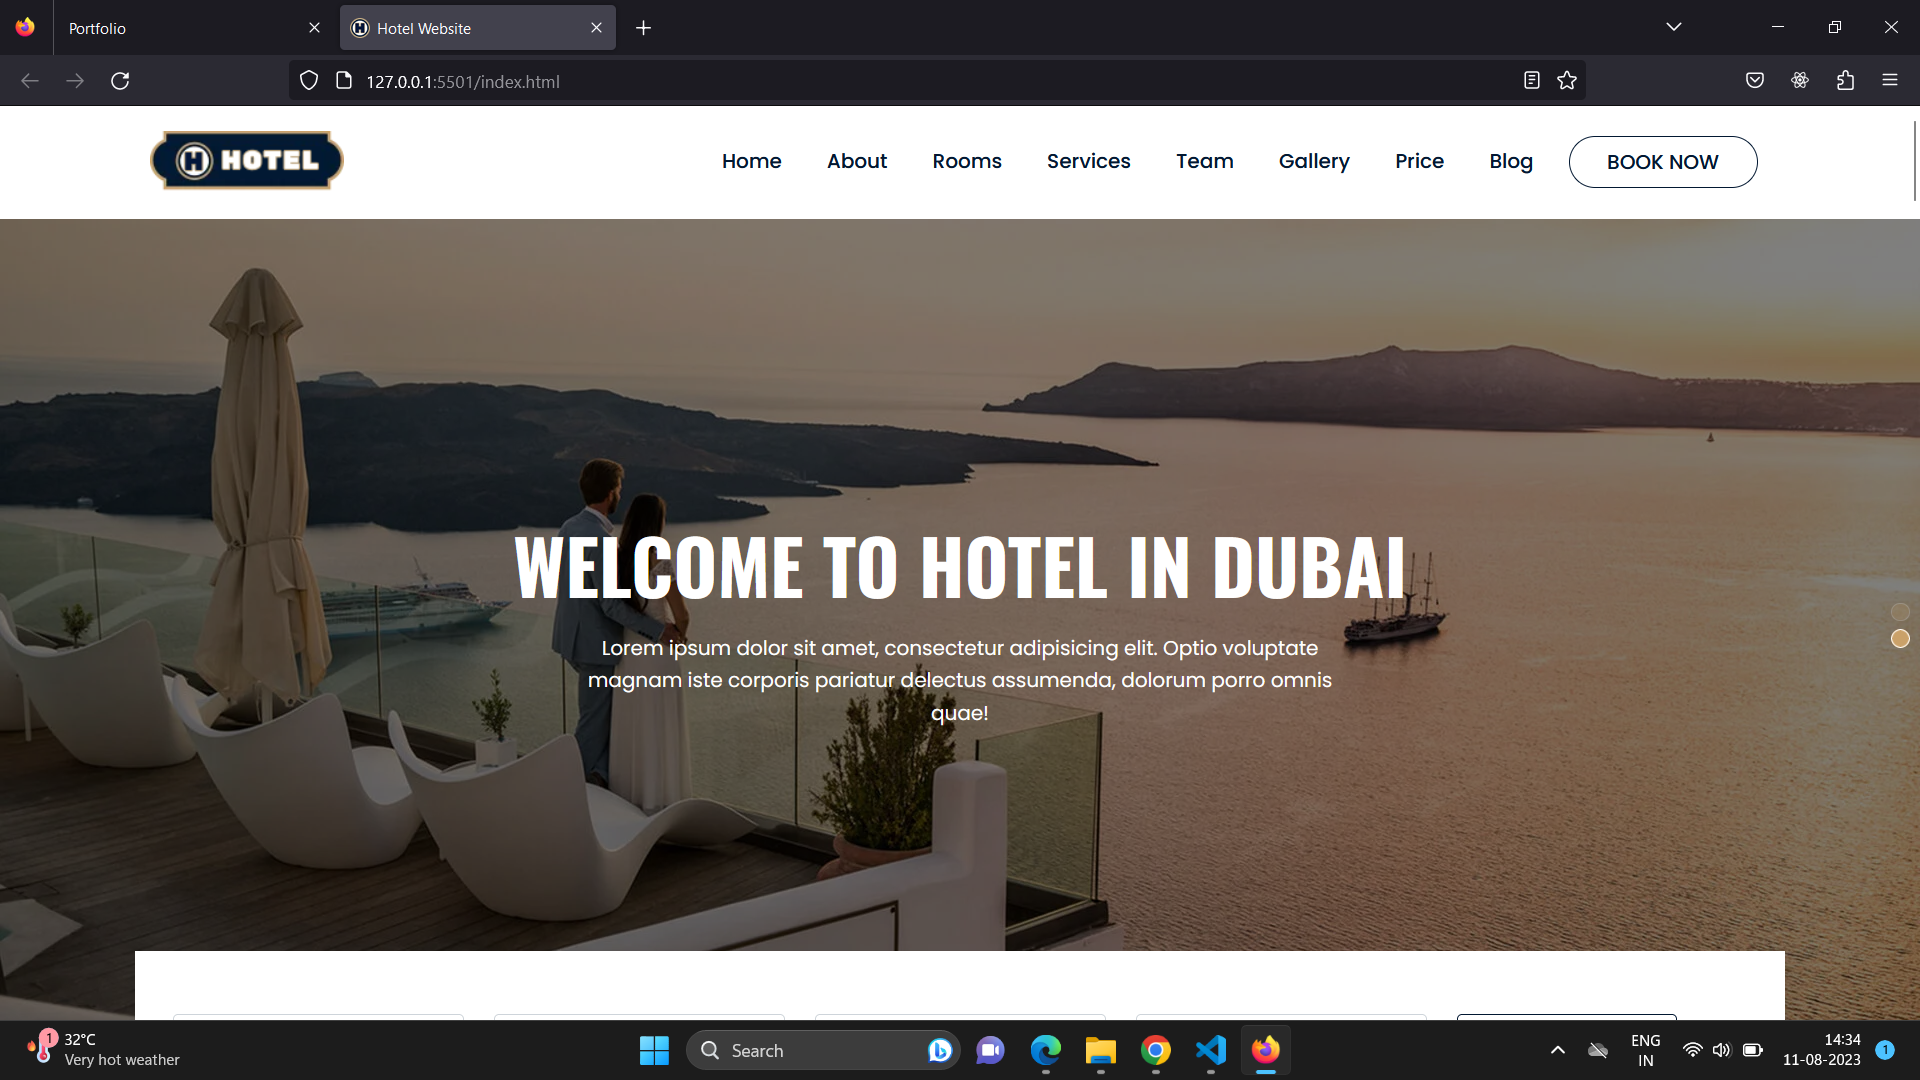 Portfolio
Hotel Website
127.0.0.1:5501/index.html
H HOTEL
Home About Rooms Services Team Gallery Price Blog BOOK NOW
WELCOME TO HOTEL IN DUBAI
Lorem ipsum dolor sit amet, consectetur adipisicing elit. Optio voluptate
magnam iste corporis pariatur delectus assumenda, dolorum porro omnis
quae!
1
32°C
Very hot weather
Search
ENG
IN
14:34
11-08-2023
1